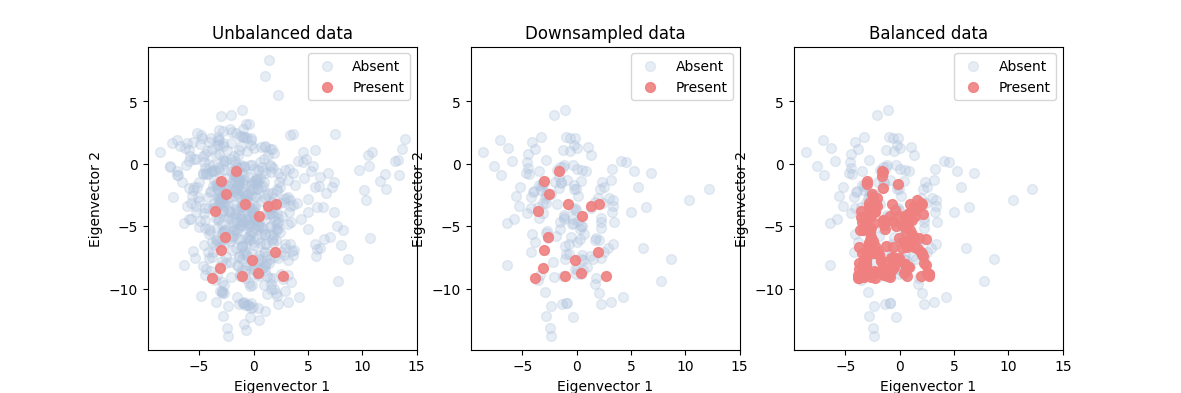 Unbalanced data
Absent
Present
5
0
−5
−10
Eigenvector 2
−5
0
5
10
15
Eigenvector 1
Downsampled data
Absent
Present
5
0
−5
−10
Eigenvector 2
−5
0
5
10
15
Eigenvector 1
Balanced data
Absent
Present
5
0
−5
−10
Eigenvector 2
−5
0
5
10
15
Eigenvector 1